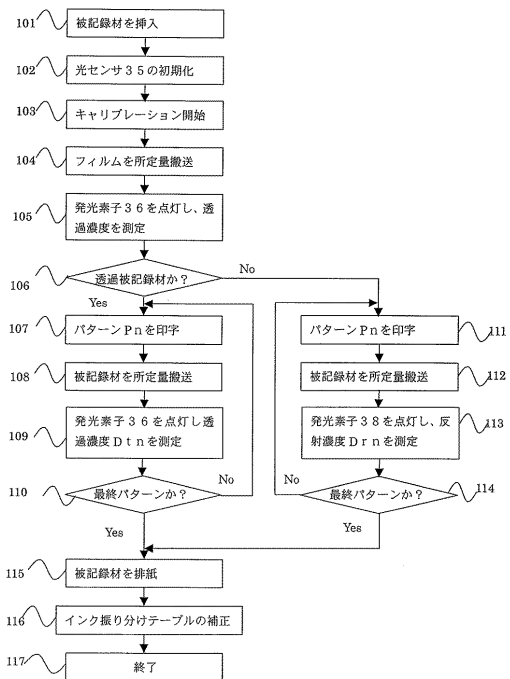 101
被記録材を挿入
102
光センサ３５の初期化
103
キャリブレーション開始
104
フィルムを所定量搬送
105
発光素子３６を点灯し、透
過濃度を測定
106
透過被記録材か？
No
Yes
107
パターンＰｎを印字
108
被記録材を所定量搬送
109
発光素子３６を点灯し透
過濃度Ｄｔｎを測定
110
最終パターンか？
No
Yes
パターンＰｎを印字
111
被記録材を所定量搬送
112
発光素子３８を点灯し、反
射濃度Ｄｒｎを測定
113
No
最終パターンか？
114
Yes
115
被記録材を排紙
116
インク振り分けテーブルの補正
117
終了